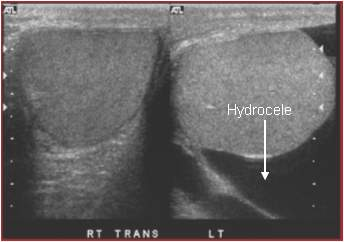 ATL ATL
Hydrocele
RT TRANS LT